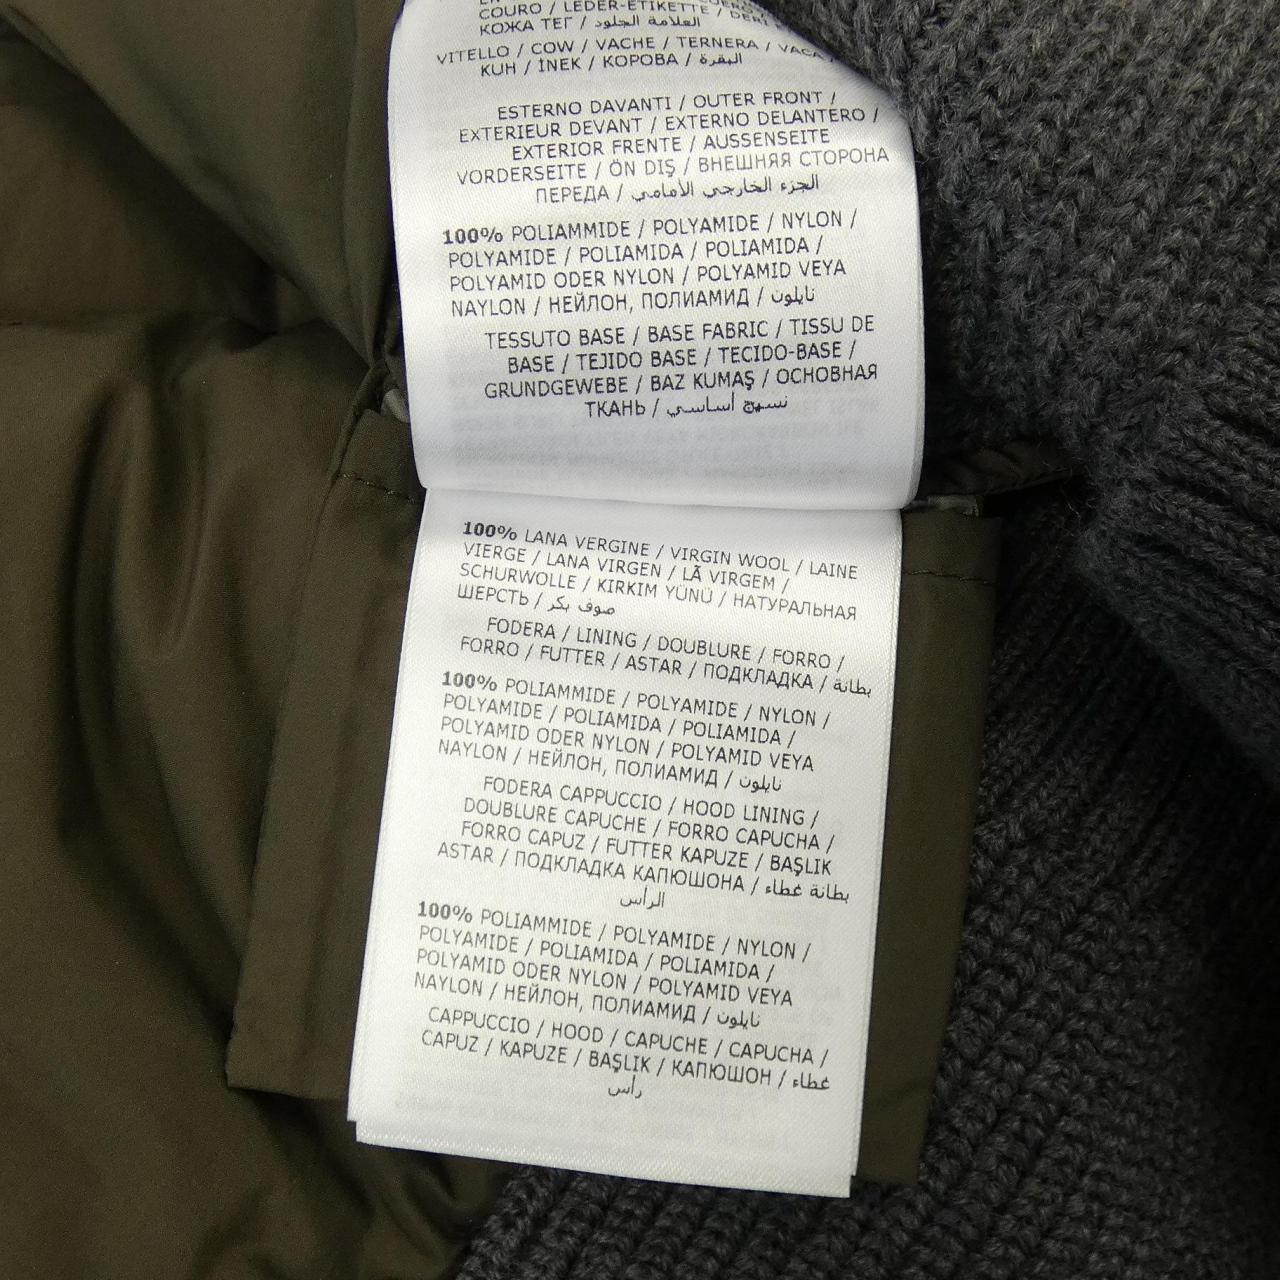 COURO / LEDER-ETIKETTE / DERİ
КОЖА ТЕГ / العلامة الجلود
VITELLO / COW / VACHE / TERNERA / VACA /
KUH / İNEK / КОРОВА / البقرة
ESTERNO DAVANTI / OUTER FRONT /
EXTERIEUR DEVANT / EXTERNO DELANTERO /
EXTERIOR FRENTE / AUSSENSEITE
VORDERSEITE / ÖN DIŞ / ВНЕШНЯЯ СТОРОНА
ПЕРЕДА / الجزء الخارجي الأمامي
100% POLIAMMIDE / POLYAMIDE / NYLON /
POLYAMIDE / POLIAMIDA / POLIAMIDA /
POLYAMID ODER NYLON / POLYAMID VEYA
NAYLON / НЕЙЛОН, ПОЛИАМИД / نايلون
TESSUTO BASE / BASE FABRIC / TISSU DE
BASE / TEJIDO BASE / TECIDO-BASE /
GRUNDGEWEBE / BAZ KUMAŞ / ОСНОВНАЯ
ТКАНЬ / نسيج أساسي
100% LANA VERGINE / VIRGIN WOOL / LAINE
VIERGE / LANA VIRGEN / LÃ VIRGEM /
SCHURWOLLE / KIRKIM YÜNÜ / НАТУРАЛЬНАЯ
ШЕРСТЬ / صوف بكر
FODERA / LINING / DOUBLURE / FORRO /
FORRO / FUTTER / ASTAR / ПОДКЛАДКА / بطانة
100% POLIAMMIDE / POLYAMIDE / NYLON /
POLYAMIDE / POLIAMIDA / POLIAMIDA /
POLYAMID ODER NYLON / POLYAMID VEYA
NAYLON / НЕЙЛОН, ПОЛИАМИД / نايلون
FODERA CAPPUCCIO / HOOD LINING /
DOUBLURE CAPUCHE / FORRO CAPUCHA /
FORRO CAPUZ / FUTTER KAPUZE / BAŞLIK
ASTAR / ПОДКЛАДКА КАПЮШОНА / بطانة غطاء
الرأس
100% POLIAMMIDE / POLYAMIDE / NYLON /
POLYAMIDE / POLIAMIDA / POLIAMIDA /
POLYAMID ODER NYLON / POLYAMID VEYA
NAYLON / НЕЙЛОН, ПОЛИАМИД / نايلون
CAPPUCCIO / HOOD / CAPUCHE / CAPUCHA /
CAPUZ / KAPUZE / BAŞLIK / КАПЮШОН / غطاء
رأس